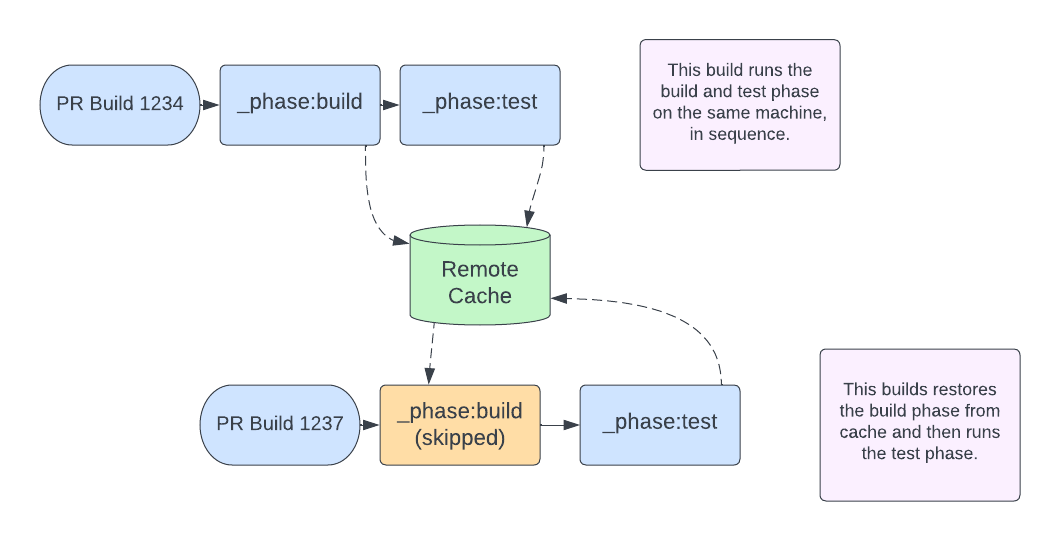 PR Build 1234
_phase:build
_phase:test
This build runs the
build and test phase
on the same machine,
in sequence.
Remote
Cache
PR Build 1237
_phase:build
(skipped)
_phase:test
This builds restores
the build phase from
cache and then runs
the test phase.